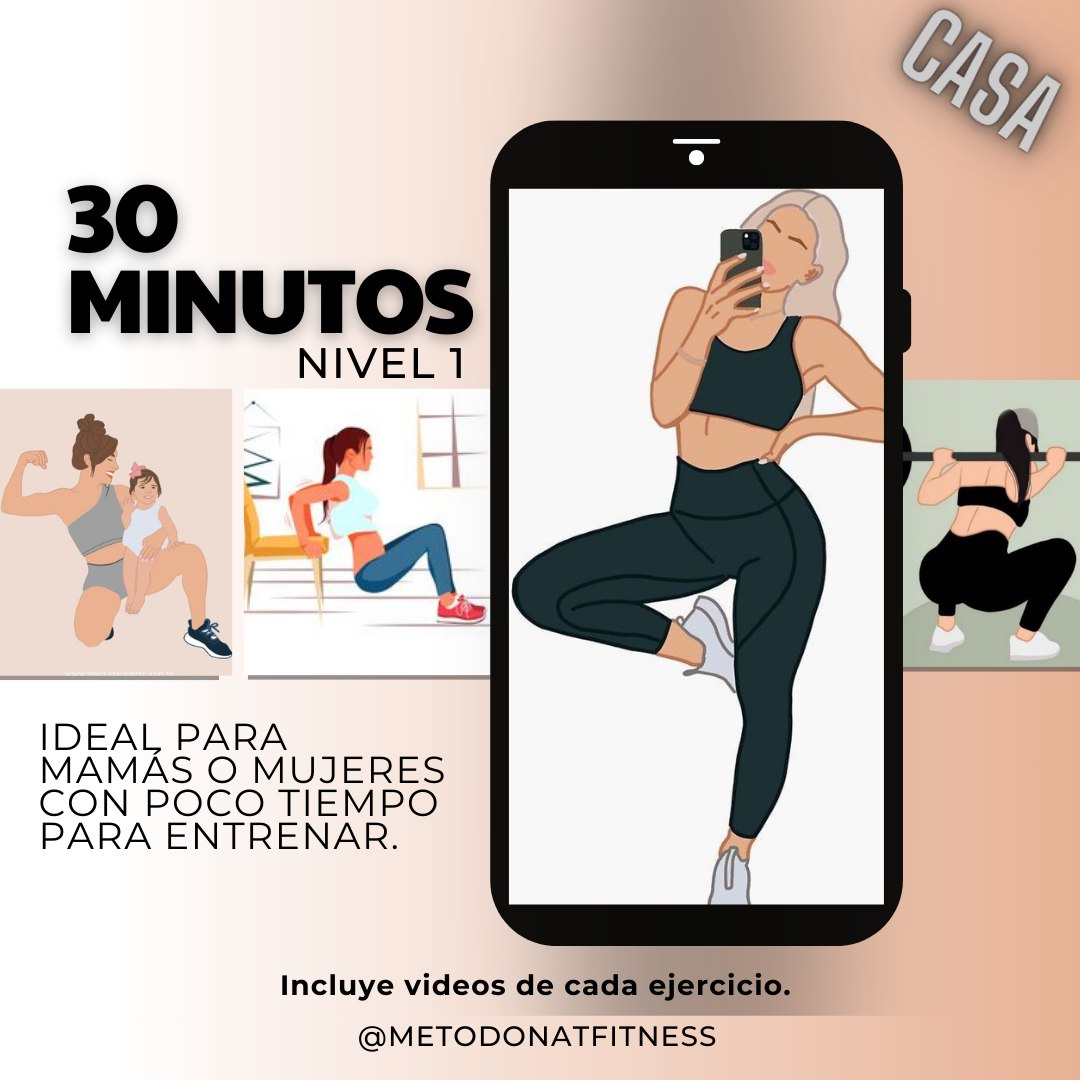 CASA
30
MINUTOS
NIVEL 1
IDEAL PARA
MAMÁS O MUJERES
CON POCO TIEMPO
PARA ENTRENAR.
Incluye videos de cada ejercicio.
@METODONATFITNESS